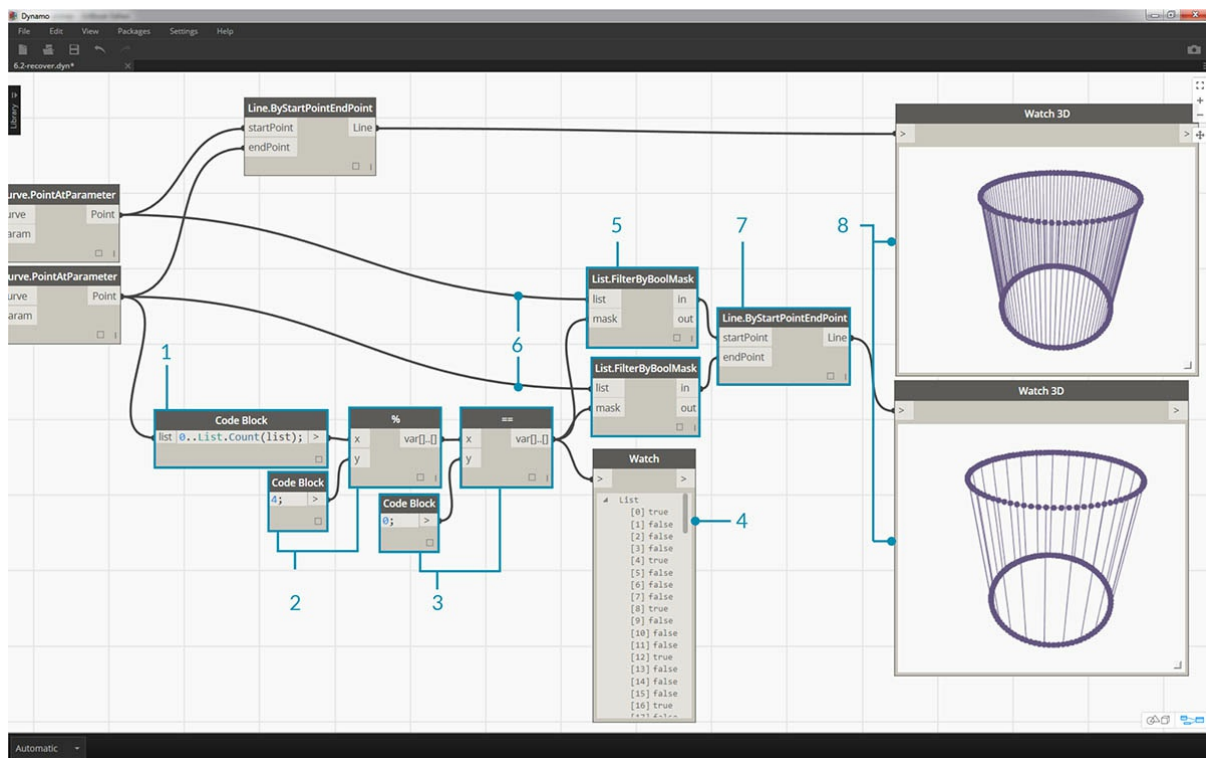 Dynamo
File Edit View Packages Settings Help
6.2-recover.dyn*
Library
Line.ByStartPointEndPoint
startPoint Line
endPoint
urve.PointAtParameter
urve Point
aram
urve.PointAtParameter
urve Point
aram
1
Code Block
list 0..List.Count(list); >
Code Block
4; >
2
%
x var[]..[]
y
Code Block
0; >
3
==
x var[]..[]
y
5
List.FilterByBoolMask
list in
mask out
6
List.FilterByBoolMask
list in
mask out
7
Line.ByStartPointEndPoint
startPoint Line
endPoint
Watch
> >
List
[0] true
[1] false
[2] false
[3] false
[4] true
[5] false
[6] false
[7] false
[8] true
[9] false
[10] false
[11] false
[12] true
[13] false
[14] false
[15] false
[16] true
[17] false
4
8
Watch 3D
> >
Watch 3D
> >
Automatic